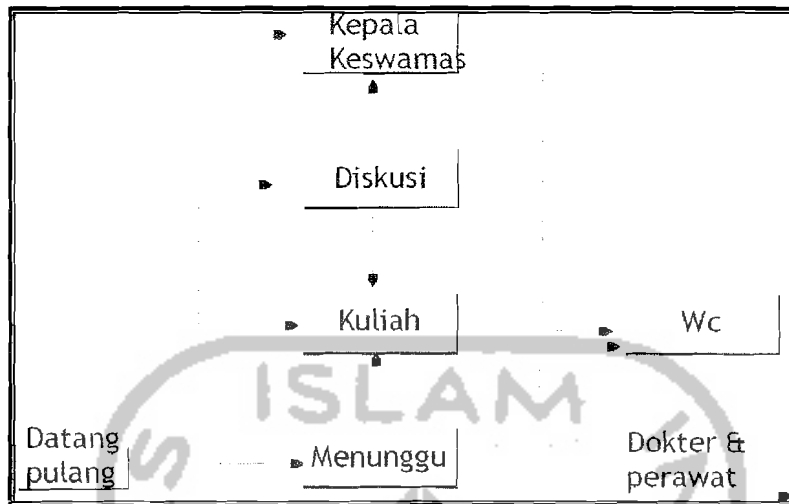 Kepala
Keswamas
Diskusi
Kuliah
Wc
ISLAM
Datang
pulang
Menunggu
Dokter &
perawat